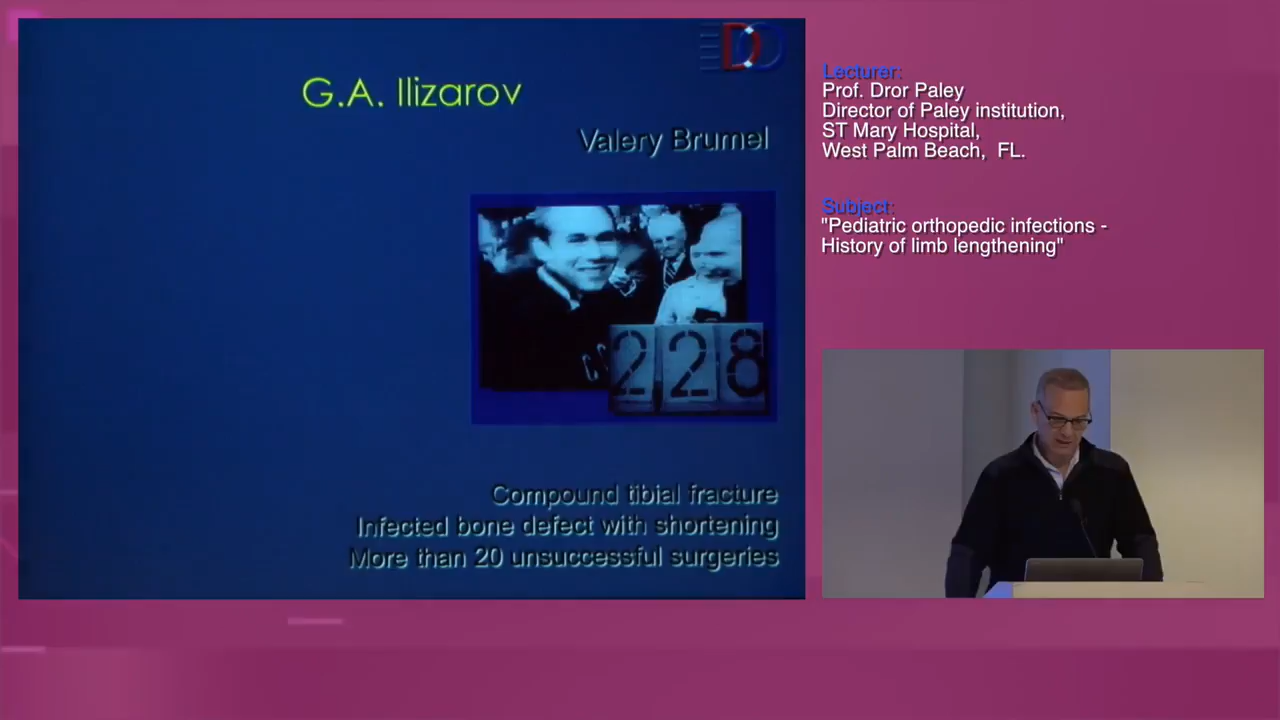 G.A. Ilizarov
Valery Brumel
228
Compound tibial fracture
Infected bone defect with shortening
More than 20 unsuccessful surgeries
Lecturer:
Prof. Dror Paley
Director of Paley institution,
ST Mary Hospital,
West Palm Beach, FL.
Subject:
"Pediatric orthopedic infections -
History of limb lengthening"